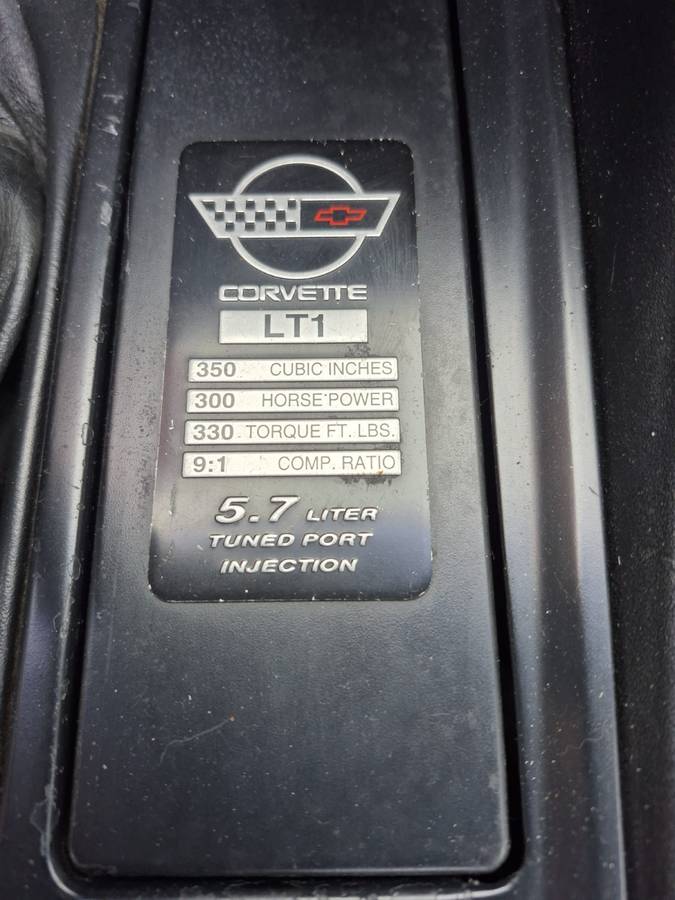 CORVETTE
LT1
350 CUBIC INCHES
300 HORSE POWER
330 TORQUE FT. LBS.
9:1 COMP. RATIO
5.7 LITER
TUNED PORT
INJECTION